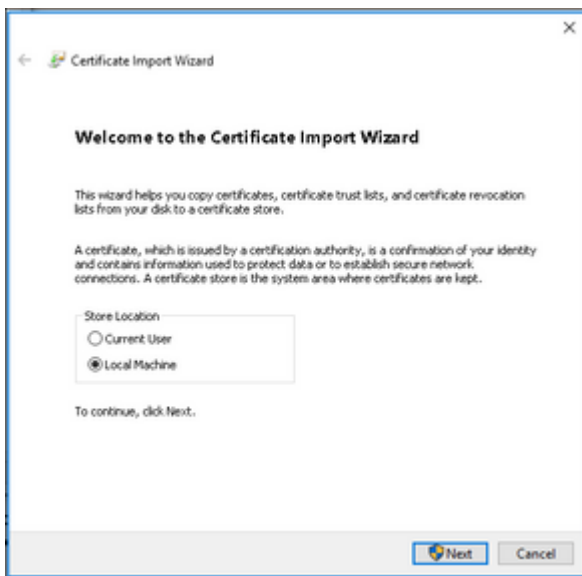 Certificate Import Wizard
Welcome to the Certificate Import Wizard
This wizard helps you copy certificates, certificate trust lists, and certificate revocation
lists from your disk to a certificate store.
A certificate, which is issued by a certification authority, is a confirmation of your identity
and contains information used to protect data or to establish secure network
connections. A certificate store is the system area where certificates are kept.
Store Location
Current User
Local Machine
To continue, click Next.
Next Cancel